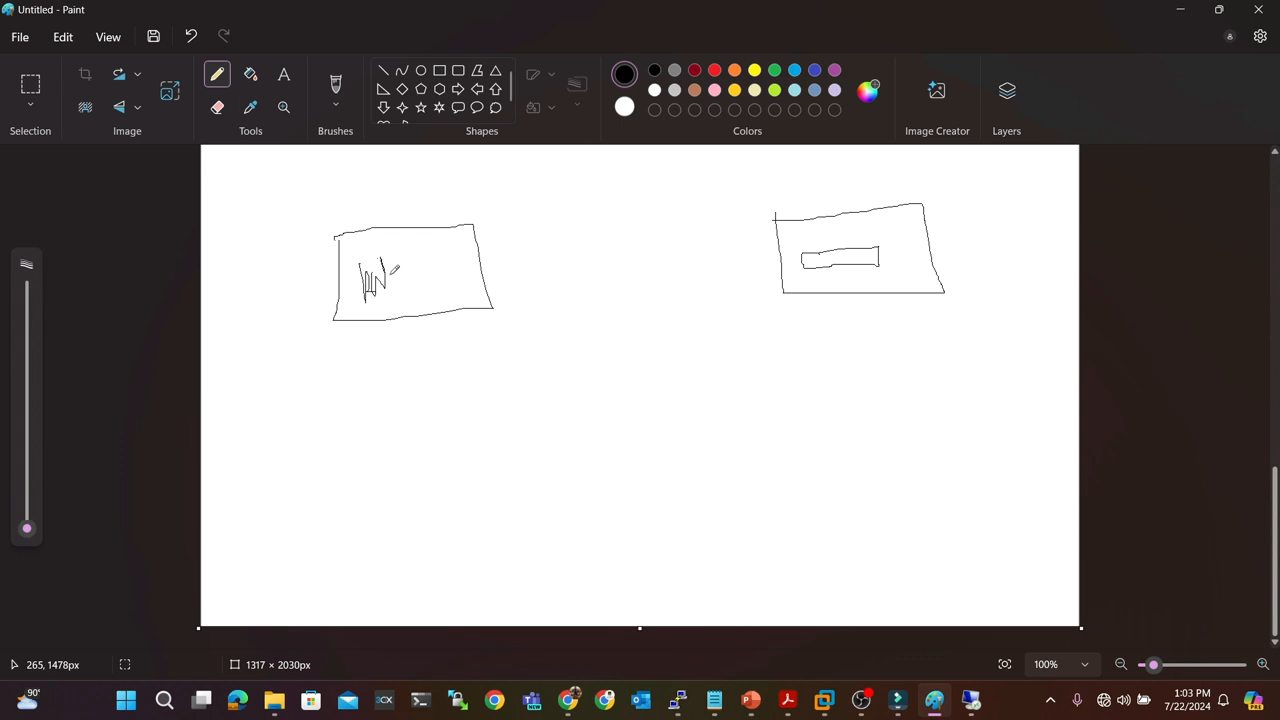 Untitled - Paint
File Edit View
Selection Image Tools Brushes Shapes Colors Image Creator Layers
265, 1478px 1317 × 2030px 100%
90° 1:03 PM
7/22/2024